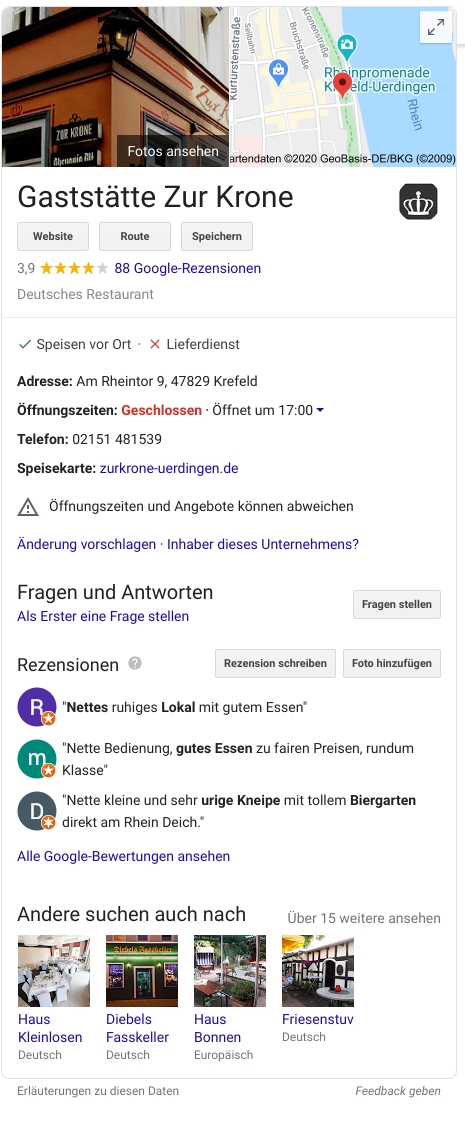 Zur K
ZUR KRONE
Rhenania Alt
Fotos ansehen
Kurfürstenstraße
Seilbahn
Kronenstraße
Bruchstraße
Rheinpromenade
Krefeld-Uerdingen
Rhein
artendaten ©2020 GeoBasis-DE/BKG (©2009)
Gaststätte Zur Krone
Website Route Speichern
3,9 88 Google-Rezensionen
Deutsches Restaurant
Speisen vor Ort · Lieferdienst
Adresse: Am Rheintor 9, 47829 Krefeld
Öffnungszeiten: Geschlossen · Öffnet um 17:00
Telefon: 02151 481539
Speisekarte: zurkrone-uerdingen.de
Öffnungszeiten und Angebote können abweichen
Änderung vorschlagen · Inhaber dieses Unternehmens?
Fragen und Antworten
Als Erster eine Frage stellen
Fragen stellen
Rezensionen ? Rezension schreiben Foto hinzufügen
R "Nettes ruhiges Lokal mit gutem Essen"
m "Nette Bedienung, gutes Essen zu fairen Preisen, rundum
Klasse"
D "Nette kleine und sehr urige Kneipe mit tollem Biergarten
direkt am Rhein Deich."
Alle Google-Bewertungen ansehen
Andere suchen auch nach Über 15 weitere ansehen
Diebels Fasskeller
Haus
Kleinlosen
Deutsch
Diebels
Fasskeller
Deutsch
Haus
Bonnen
Europäisch
Friesenstuv
Deutsch
Erläuterungen zu diesen Daten Feedback geben